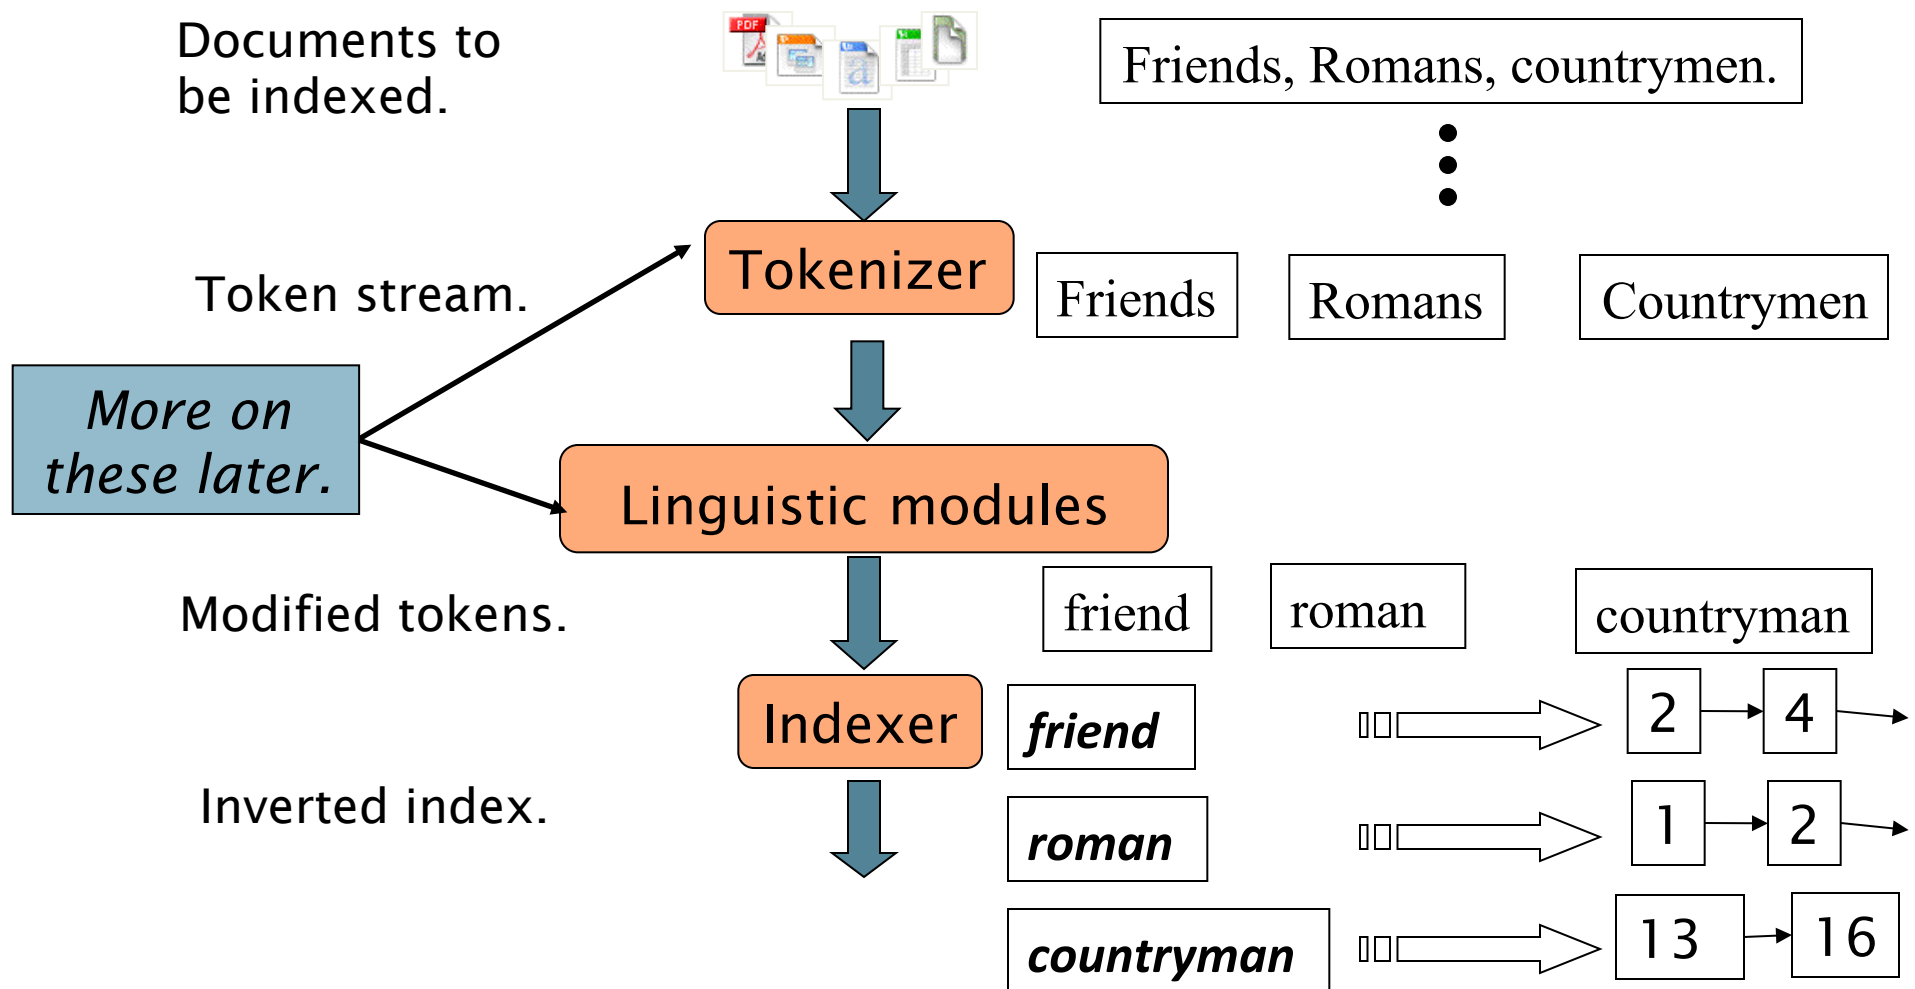 Documents to
be indexed.
PDF
Friends, Romans, countrymen.
Tokenizer
Token stream.
Friends
Romans
Countrymen
More on
these later.
Linguistic modules
Modified tokens.
friend
roman
countryman
Indexer
friend
2
4
Inverted index.
roman
1
2
countryman
13
16